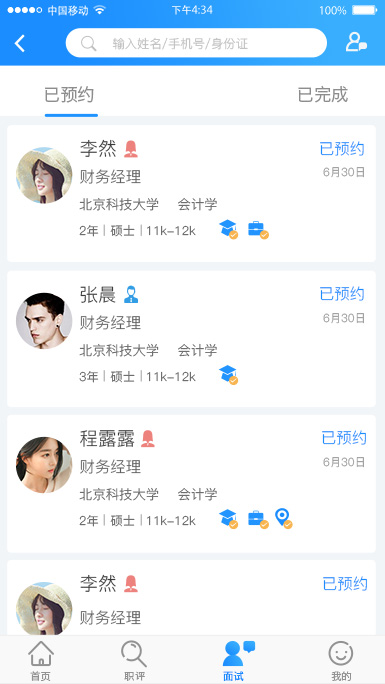 中国移动 下午4:34 100%
输入姓名/手机号/身份证
已预约 已完成
李然 已预约
财务经理 6月30日
北京科技大学 会计学
2年 | 硕士 | 11k-12k
张晨 已预约
财务经理 6月30日
北京科技大学 会计学
3年 | 硕士 | 11k-12k
程露露 已预约
财务经理 6月30日
北京科技大学 会计学
2年 | 硕士 | 11k-12k
李然 已预约
财务经理
首页 职评 面试 我的